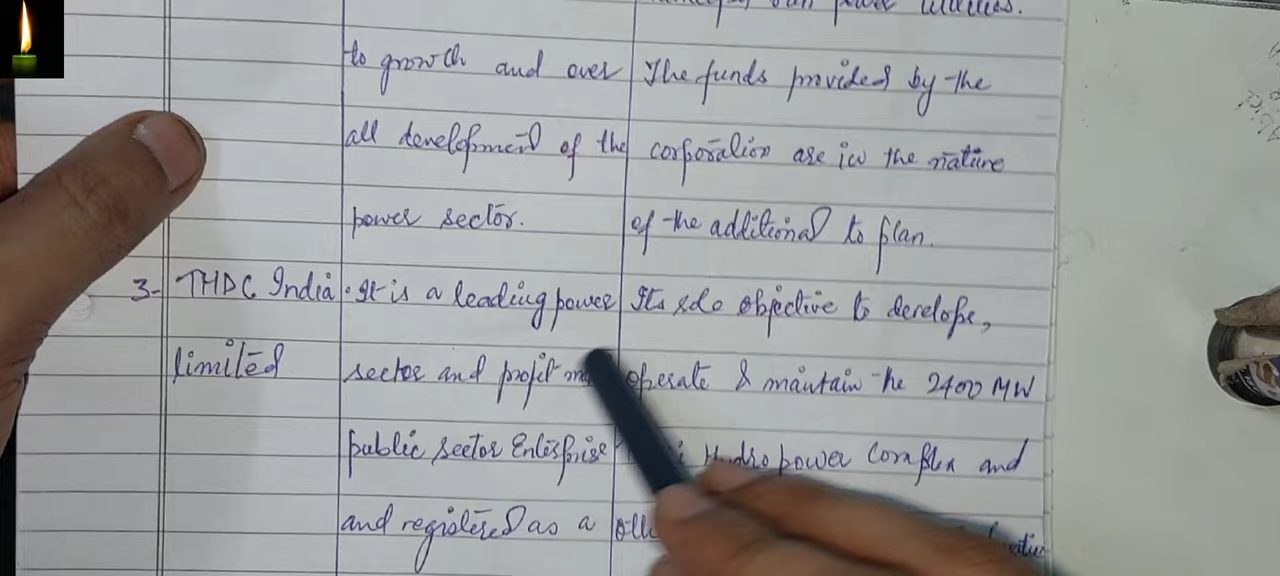 power utilities.
to growth and over The funds provided by the
all development of the corporation are in the nature
power sector. of the additional to plan.
3- THDC India . It is a leading power Its sole objective to develope,
limited sector and profit operate & maintain the 2400 MW
public sector Enterprise Hydropower Complex and
and registered as a